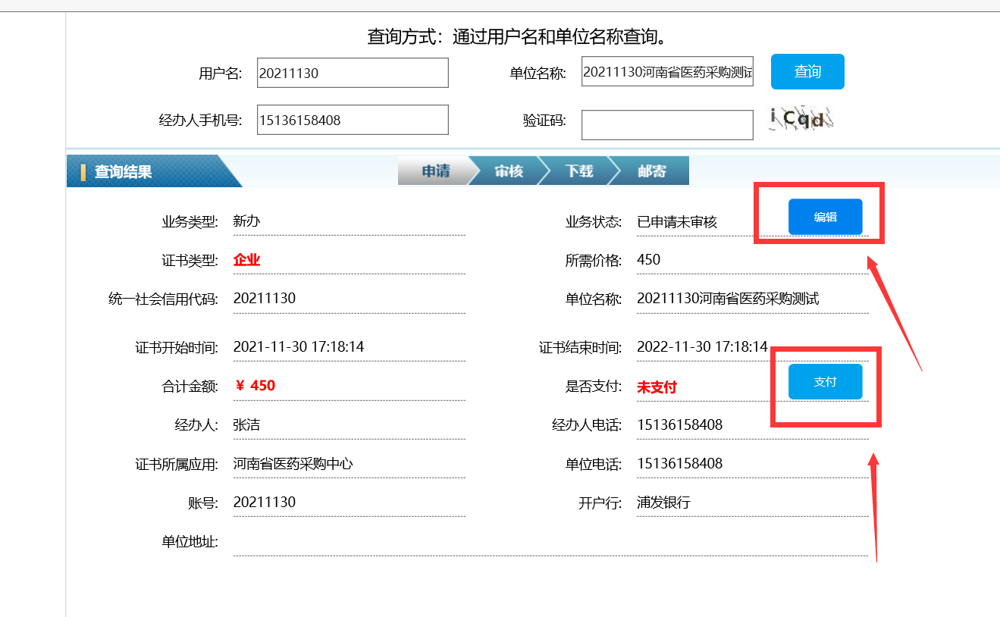 查询方式：通过用户名和单位名称查询。
用户名: 20211130 单位名称: 20211130河南省医药采购测试 查询
经办人手机号: 15136158408 验证码: iCqd
查询结果 申请 审核 下载 邮寄
业务类型: 新办 业务状态: 已申请未审核 编辑
证书类型: 企业 所需价格: 450
统一社会信用代码: 20211130 单位名称: 20211130河南省医药采购测试
证书开始时间: 2021-11-30 17:18:14 证书结束时间: 2022-11-30 17:18:14
合计金额: ¥ 450 是否支付: 未支付 支付
经办人: 张洁 经办人电话: 15136158408
证书所属应用: 河南省医药采购中心 单位电话: 15136158408
账号: 20211130 开户行: 浦发银行
单位地址: